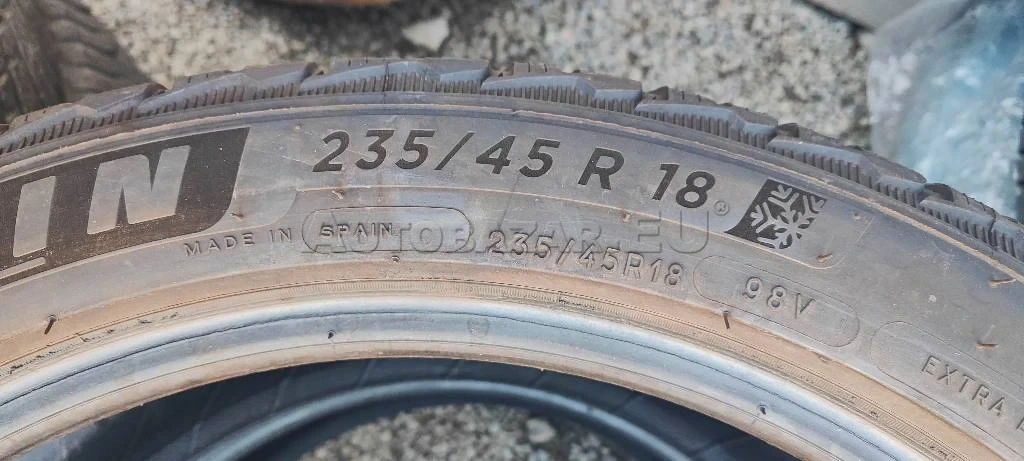 IN
235/45 R 18®
MADE IN SPAIN
235/45R18
98V
EXTRA
AUTOBAZAR.EU